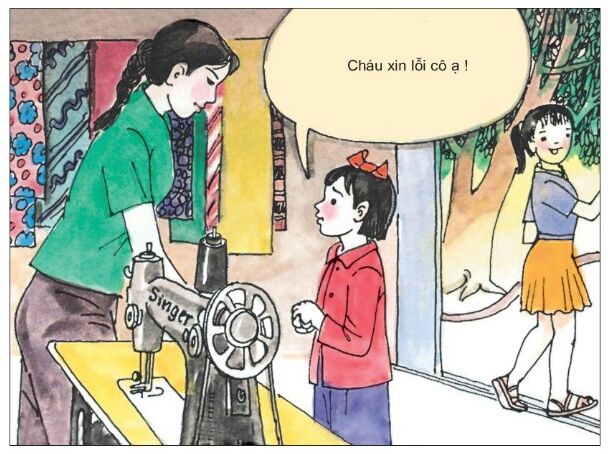 Cháu xin lỗi cô ạ !
Singer